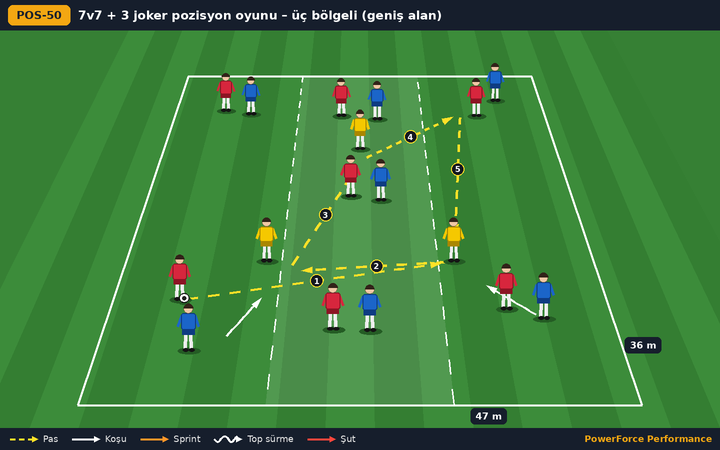 POS-50 7v7 + 3 joker pozisyon oyunu – üç bölgeli (geniş alan)
4
5
3
2
1
36 m
47 m
Pas Koşu Sprint Top sürme Şut PowerForce Performance